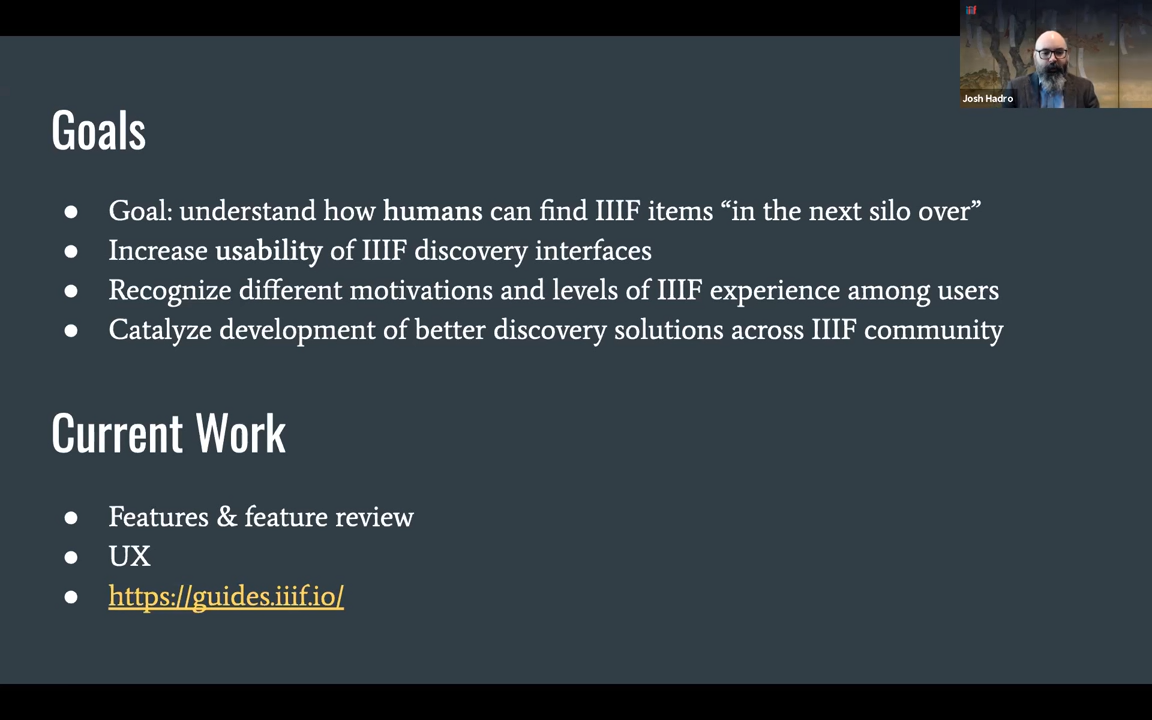 Goals
● Goal: understand how humans can find IIIF items “in the next silo over”
● Increase usability of IIIF discovery interfaces
● Recognize different motivations and levels of IIIF experience among users
● Catalyze development of better discovery solutions across IIIF community
Current Work
● Features & feature review
● UX
● https://guides.iiif.io/
iiif
Josh Hadro